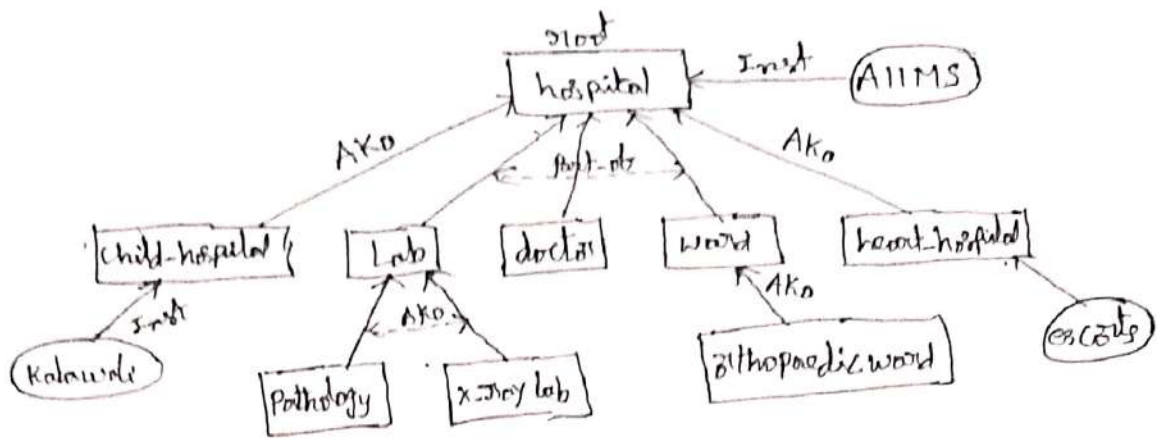 root
hospital
Inst
AIIMS
AKO
Part-of
AKO
child-hospital
Lab
doctor
ward
heart-hospital
Inst
AKO
AKO
Kalawati
Pathology
X-Ray lab
orthopaedic ward
escorts